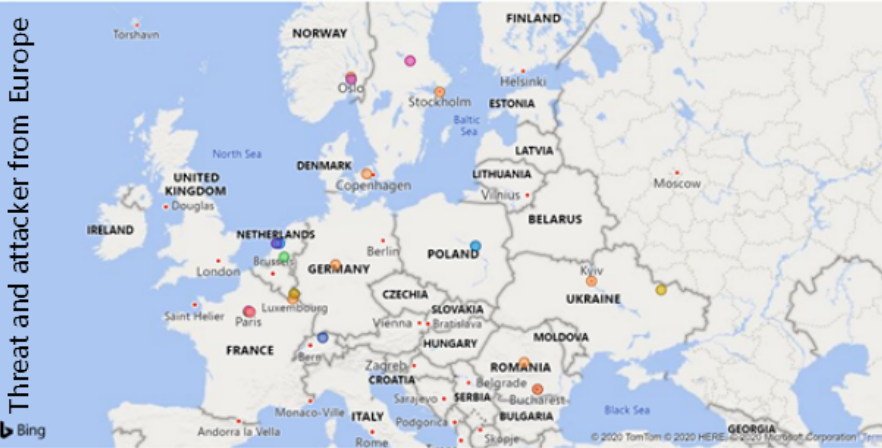 Threat and attacker from Europe
FINLAND
NORWAY
Torshavn
Helsinki
Oslo
Stockholm
ESTONIA
Baltic
Sea
North Sea
LATVIA
DENMARK
LITHUANIA
UNITED
KINGDOM
Copenhagen
Moscow
Vilnius
Douglas
BELARUS
IRELAND
NETHERLANDS
Berlin
POLAND
Brussels
London
GERMANY
Kyiv
CZECHIA
UKRAINE
Luxembourg
SLOVAKIA
Saint Helier
Paris
Vienna
Bratislava
MOLDOVA
HUNGARY
FRANCE
Bern
Zagreb
ROMANIA
CROATIA
Belgrade
Sarajevo
SERBIA
Bucharest
Monaco-Ville
ITALY
Podgorica
BULGARIA
Black Sea
Andorra la Vella
GEORGIA
Bing
Rome
Skopje
© 2020 TomTom © 2020 HERE, © 2020 Microsoft Corporation